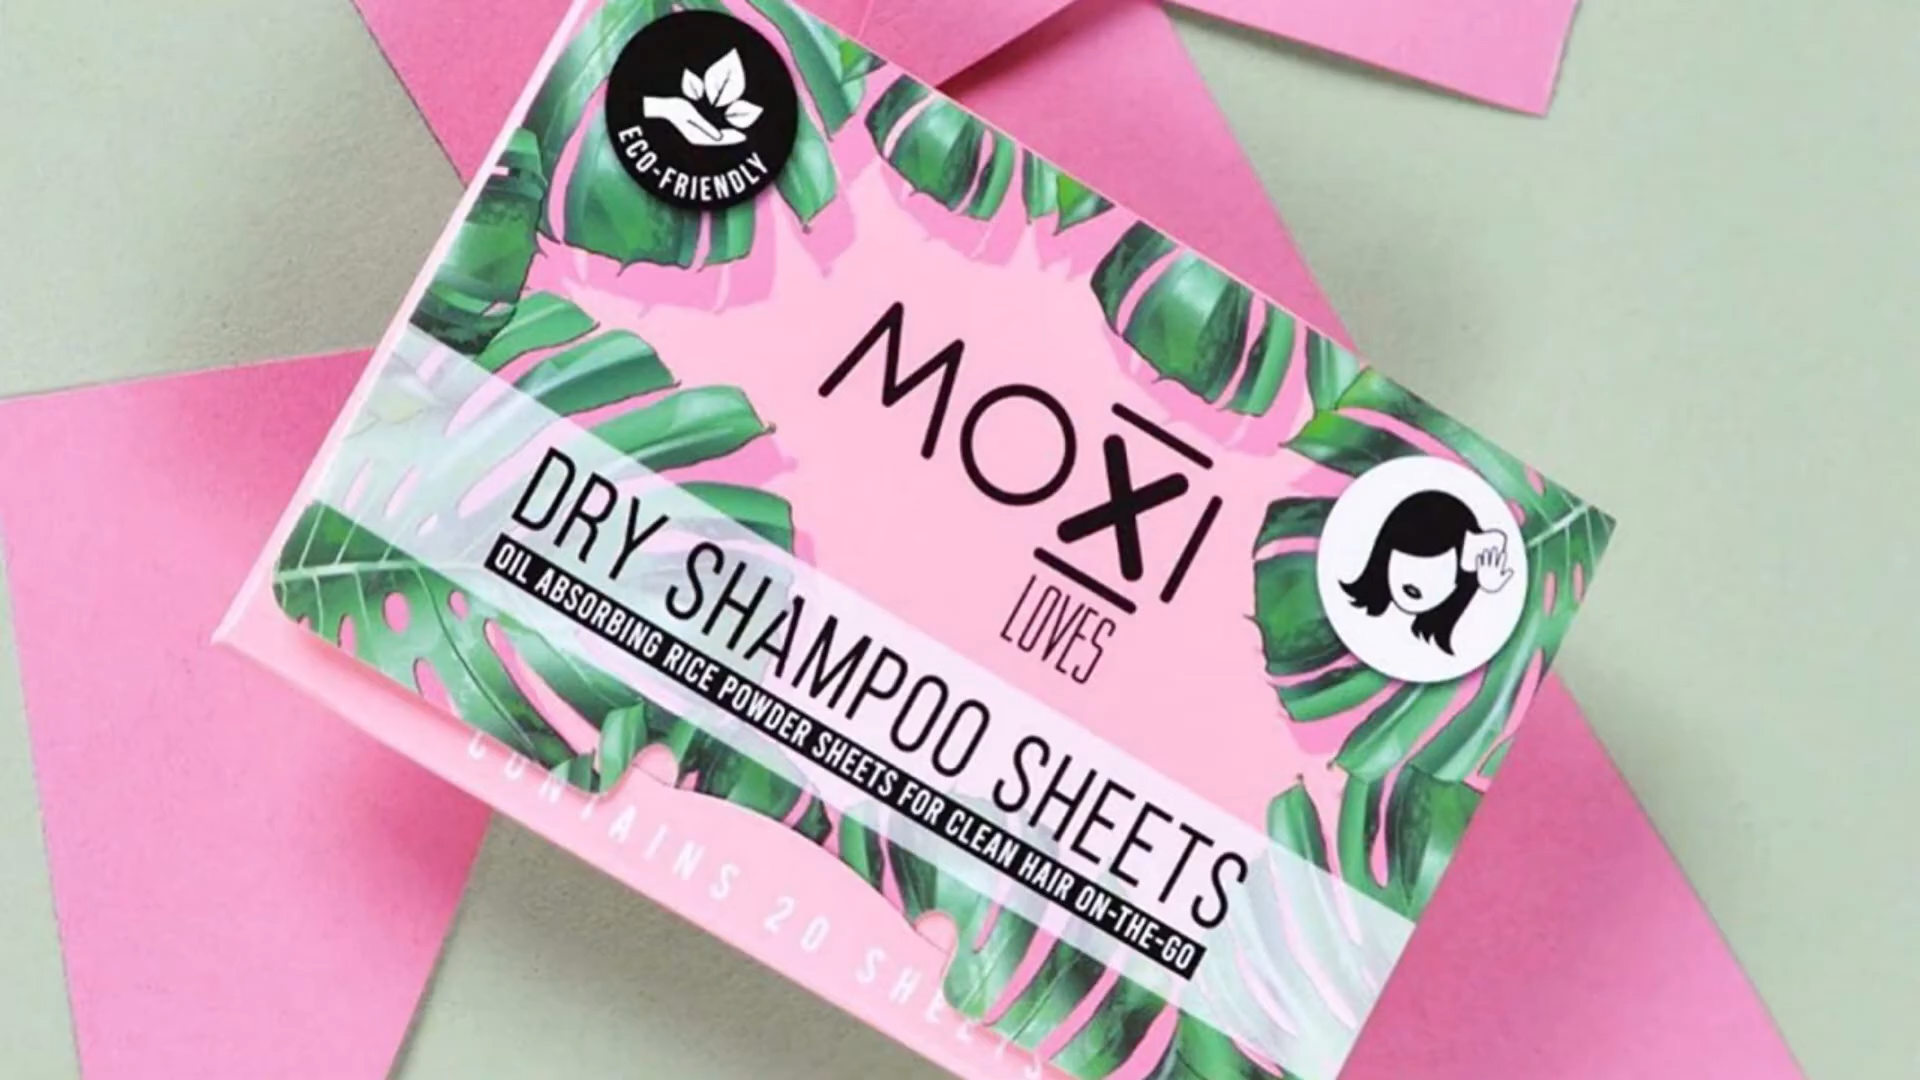 ECO-FRIENDLY
MOXI
LOVES
DRY SHAMPOO SHEETS
OIL ABSORBING RICE POWDER SHEETS FOR CLEAN HAIR ON-THE-GO
CONTAINS 20 SHEETS